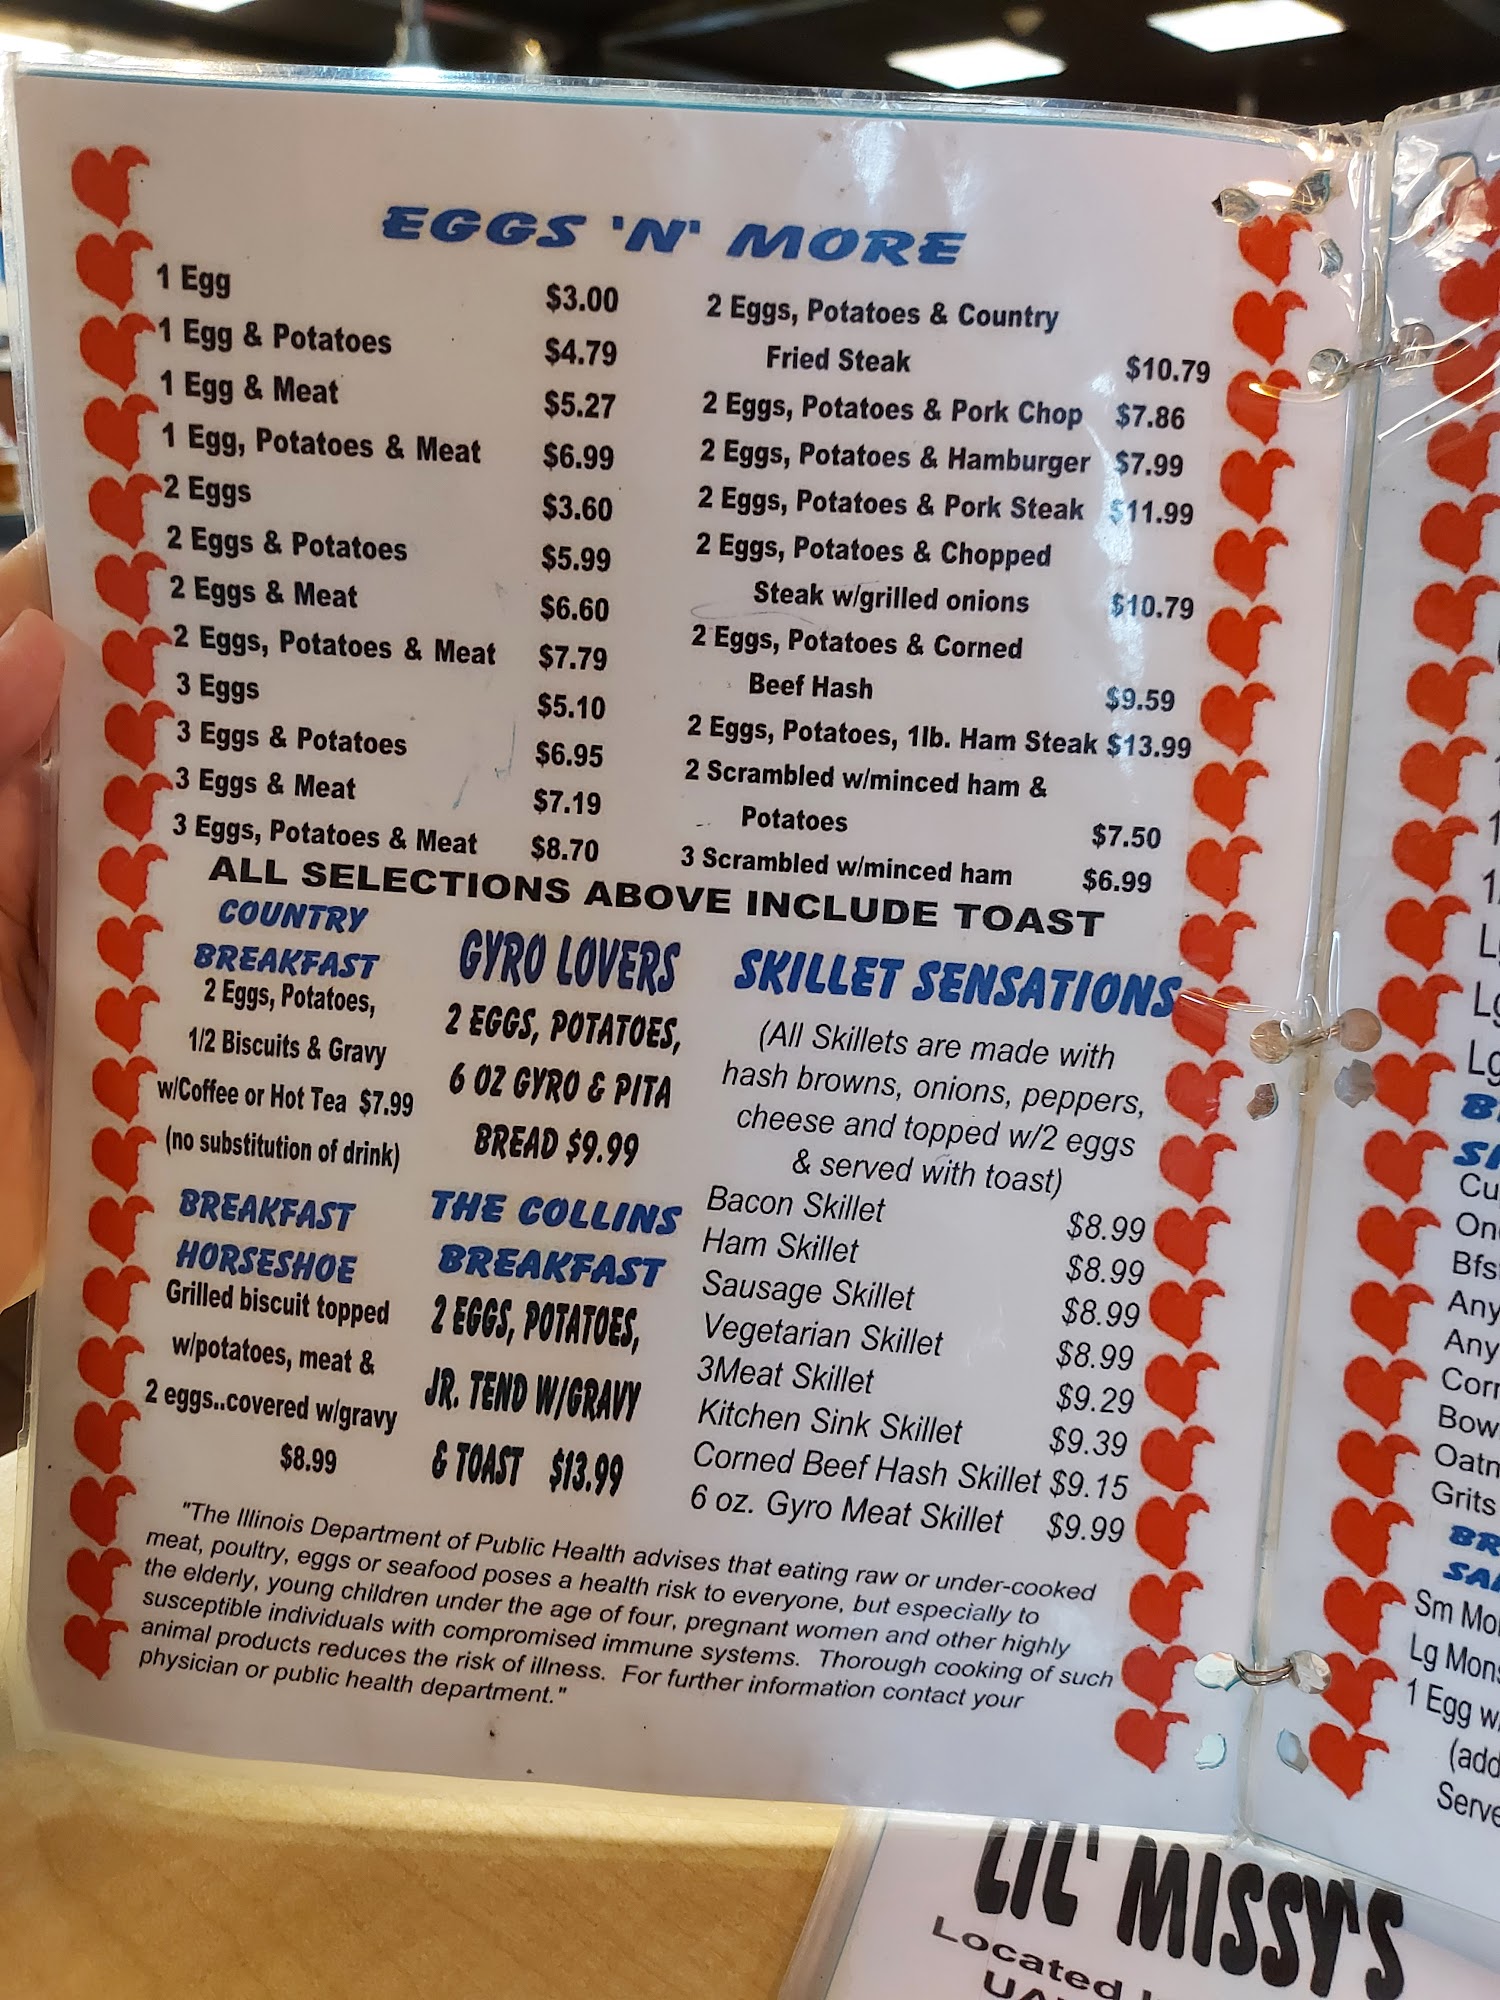 EGGS 'N' MORE
1 Egg $3.00
1 Egg & Potatoes $4.79
1 Egg & Meat $5.27
1 Egg, Potatoes & Meat $6.99
2 Eggs $3.60
2 Eggs & Potatoes $5.99
2 Eggs & Meat $6.60
2 Eggs, Potatoes & Meat $7.79
3 Eggs $5.10
3 Eggs & Potatoes $6.95
3 Eggs & Meat $7.19
3 Eggs, Potatoes & Meat $8.70
2 Eggs, Potatoes & Country
Fried Steak $10.79
2 Eggs, Potatoes & Pork Chop $7.86
2 Eggs, Potatoes & Hamburger $7.99
2 Eggs, Potatoes & Pork Steak $11.99
2 Eggs, Potatoes & Chopped
Steak w/grilled onions $10.79
2 Eggs, Potatoes & Corned
Beef Hash $9.59
2 Eggs, Potatoes, 1lb. Ham Steak $13.99
2 Scrambled w/minced ham &
Potatoes $7.50
3 Scrambled w/minced ham $6.99
ALL SELECTIONS ABOVE INCLUDE TOAST
COUNTRY
BREAKFAST
2 Eggs, Potatoes,
1/2 Biscuits & Gravy
w/Coffee or Hot Tea $7.99
(no substitution of drink)
BREAKFAST
HORSESHOE
Grilled biscuit topped
w/potatoes, meat &
2 eggs..covered w/gravy
$8.99
GYRO LOVERS
2 EGGS, POTATOES,
6 OZ GYRO & PITA
BREAD $9.99
THE COLLINS
BREAKFAST
2 EGGS, POTATOES,
JR. TEND W/GRAVY
& TOAST $13.99
SKILLET SENSATIONS
(All Skillets are made with
hash browns, onions, peppers,
cheese and topped w/2 eggs
& served with toast)
Bacon Skillet $8.99
Ham Skillet $8.99
Sausage Skillet $8.99
Vegetarian Skillet $8.99
3Meat Skillet $9.29
Kitchen Sink Skillet $9.39
Corned Beef Hash Skillet $9.15
6 oz. Gyro Meat Skillet $9.99
"The Illinois Department of Public Health advises that eating raw or under-cooked
meat, poultry, eggs or seafood poses a health risk to everyone, but especially to
the elderly, young children under the age of four, pregnant women and other highly
susceptible individuals with compromised immune systems. Thorough cooking of such
animal products reduces the risk of illness. For further information contact your
physician or public health department."
Sm
Lg
1 Egg
(add
LIL' MISSY'S
Located